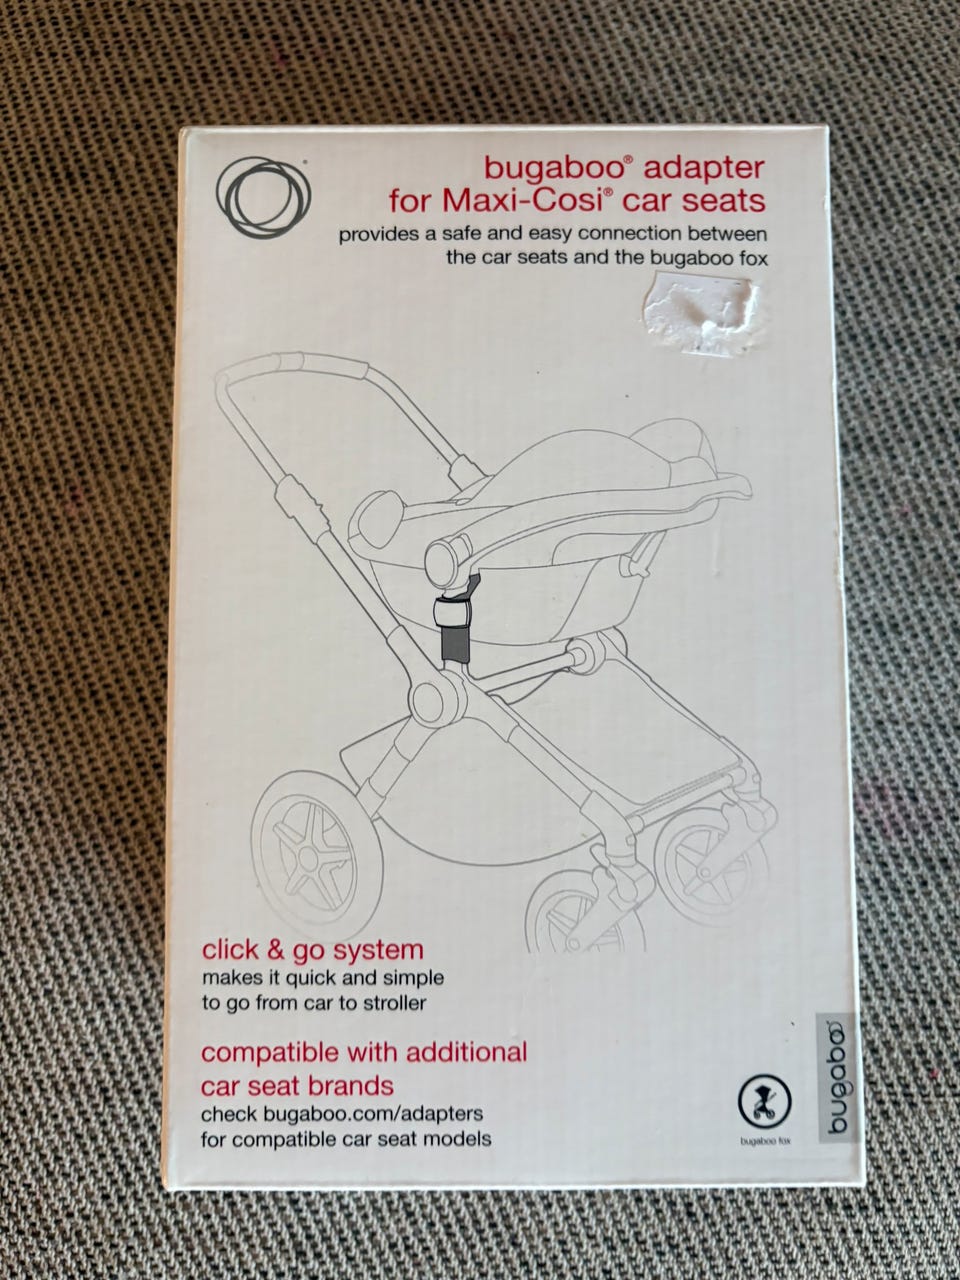 bugaboo® adapter
for Maxi-Cosi® car seats
provides a safe and easy connection between
the car seats and the bugaboo fox
click & go system
makes it quick and simple
to go from car to stroller
compatible with additional
car seat brands
check bugaboo.com/adapters
for compatible car seat models
bugaboo fox
bugaboo